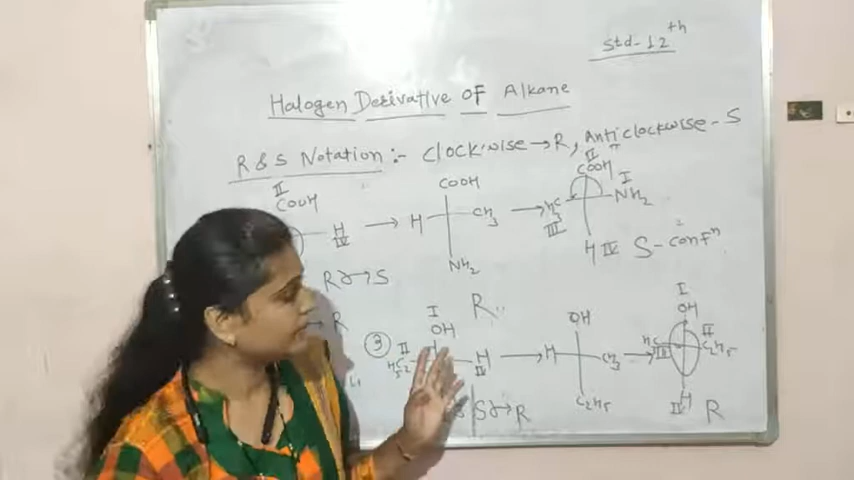 std-12th
Halogen Derivative of Alkane
R & S Notation :- Clockwise → R, Anticlockwise - S
II
COOH
H
IV
→
COOH
H
CH3
NH2
→
II
COOH
I
NH2
H3C
III
H IV
S - confn
R → S
→ R
R
3
I
OH
II
H5C2
H
IV
S → R
→
OH
H
CH3
C2H5
→
I
OH
II
C2H5
H3C
III
IV H
R